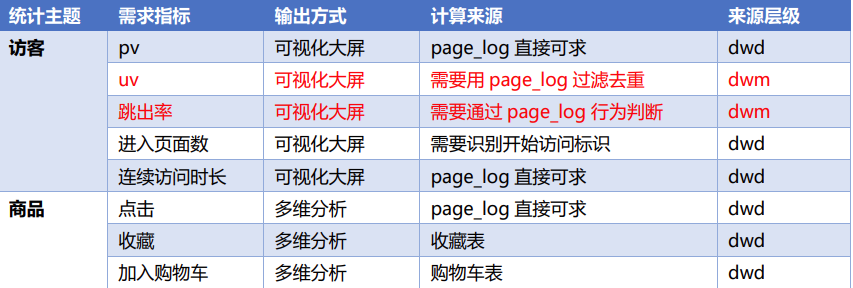 统计主题 需求指标 输出方式 计算来源 来源层级
访客 pv 可视化大屏 page_log 直接可求 dwd
uv 可视化大屏 需要用 page_log 过滤去重 dwm
跳出率 可视化大屏 需要通过 page_log 行为判断 dwm
进入页面数 可视化大屏 需要识别开始访问标识 dwd
连续访问时长 可视化大屏 page_log 直接可求 dwd
商品 点击 多维分析 page_log 直接可求 dwd
收藏 多维分析 收藏表 dwd
加入购物车 多维分析 购物车表 dwd